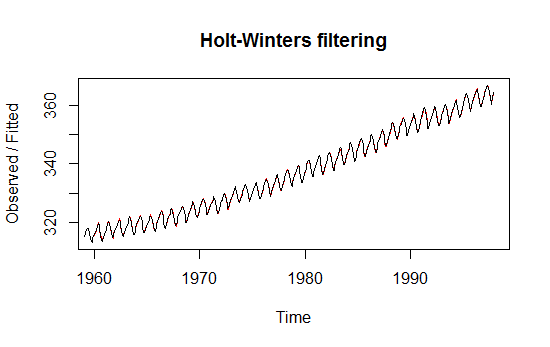 Holt-Winters filtering
Observed / Fitted
360
340
320
1960
1970
1980
1990
Time